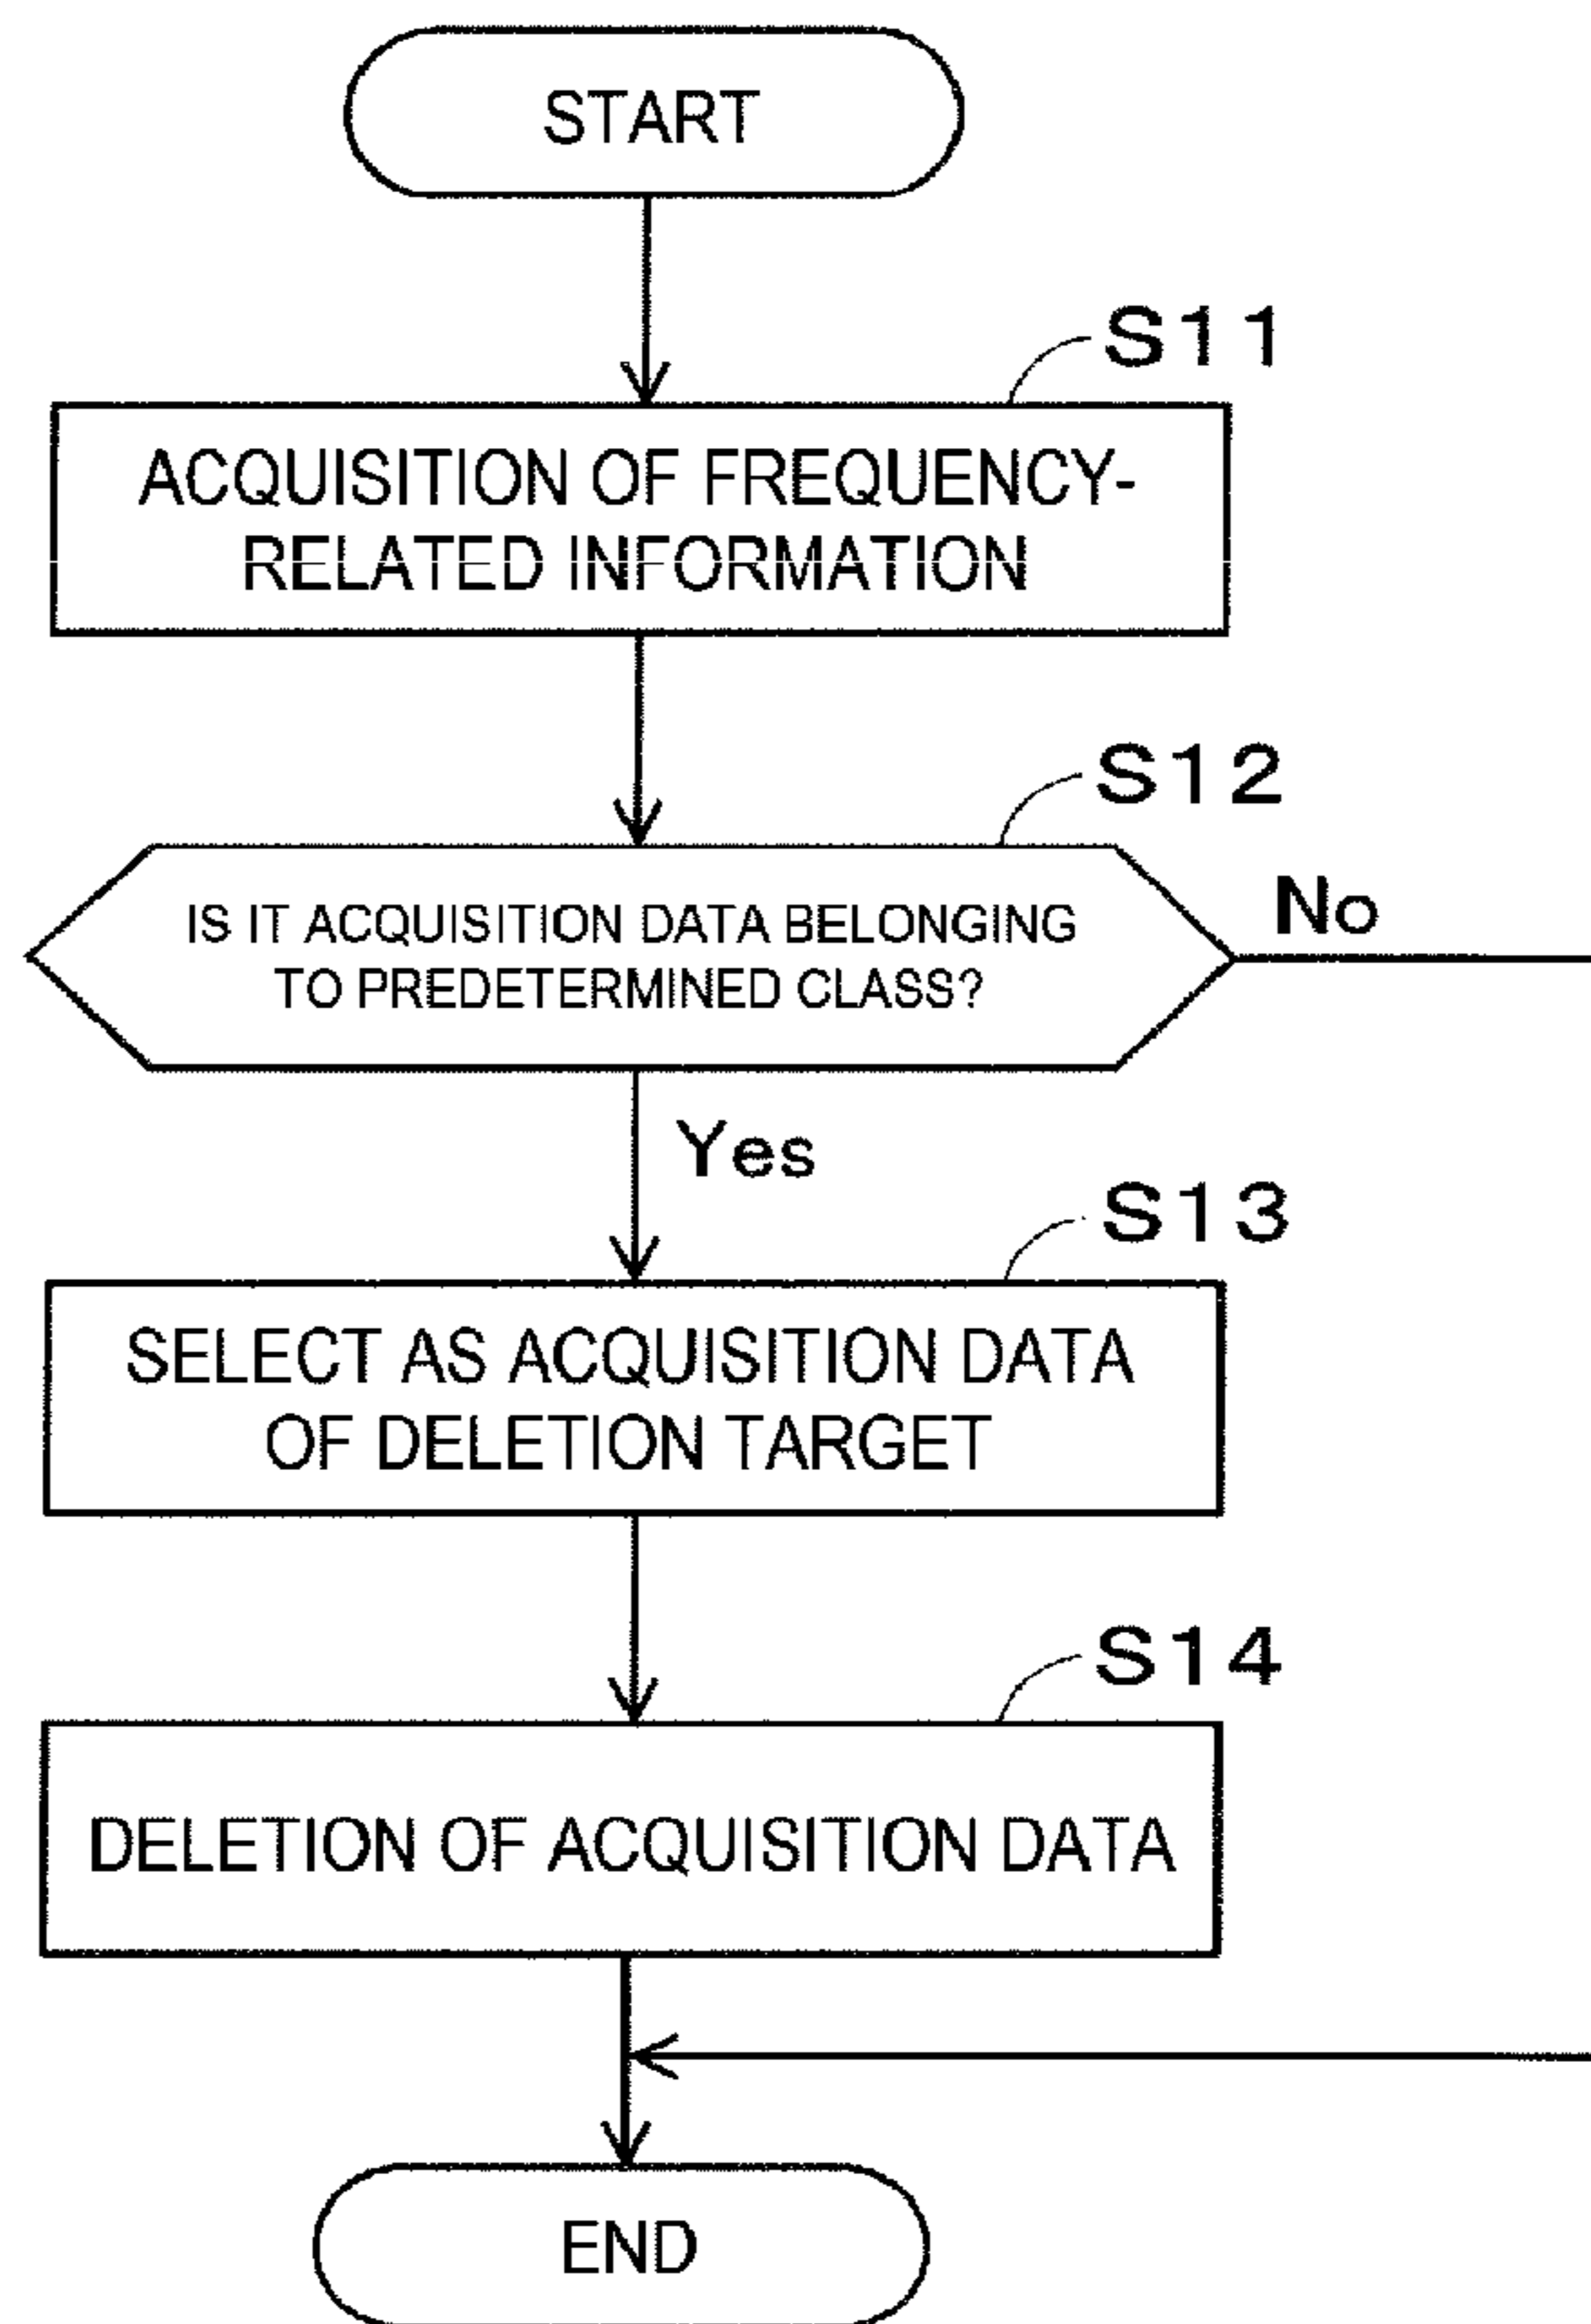 START
S11
ACQUISITION OF FREQUENCY-
RELATED INFORMATION
S12
IS IT ACQUISITION DATA BELONGING
TO PREDETERMINED CLASS?
No
Yes
S13
SELECT AS ACQUISITION DATA
OF DELETION TARGET
S14
DELETION OF ACQUISITION DATA
END